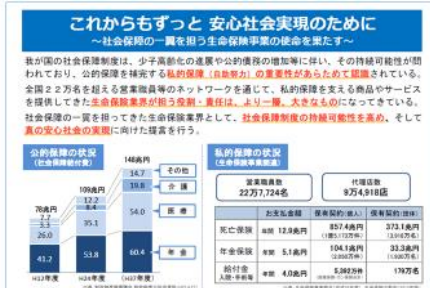 これからもずっと 安心社会実現のために
～社会保障の一翼を担う生命保険事業の使命を果たす～
我が国の社会保障制度は、少子高齢化の進展や公的債務の増加等に伴い、その持続可能性が問
われており、公的保障を補完する私的保障（自助努力）の重要性があらためて認識されている。
全国２２万名を超える営業職員等のネットワークを通じて、私的保障を支える商品やサービス
を提供してきた生命保険業界が担う役割・責任は、より一層、大きなものになってきている。
社会保障の一翼を担ってきた生命保険業界として、社会保障制度の持続可能性を高め、そして
真の安心社会の実現に向けた提言を行う。
公的保障の状況
（社会保障給付費）
148兆円
109兆円
78兆円
14.7
19.8
54.0
60.4
12.2
8.4
35.1
53.8
7.7
3.3
26.0
41.2
その他
介護
医療
年金
H12年度
H24年度
(H37年度)
私的保障の状況
（生命保険事業概況）
営業職員数
22万7,724名
代理店数
9万4,918店
お支払金額
保有契約(個人)
保有契約(団体)
死亡保険
年間 12.9兆円
857.4兆円
373.1兆円
年金保険
年間 5.1兆円
104.1兆円
33.3兆円
給付金
入院・手術等
年間 4.0兆円
179万名